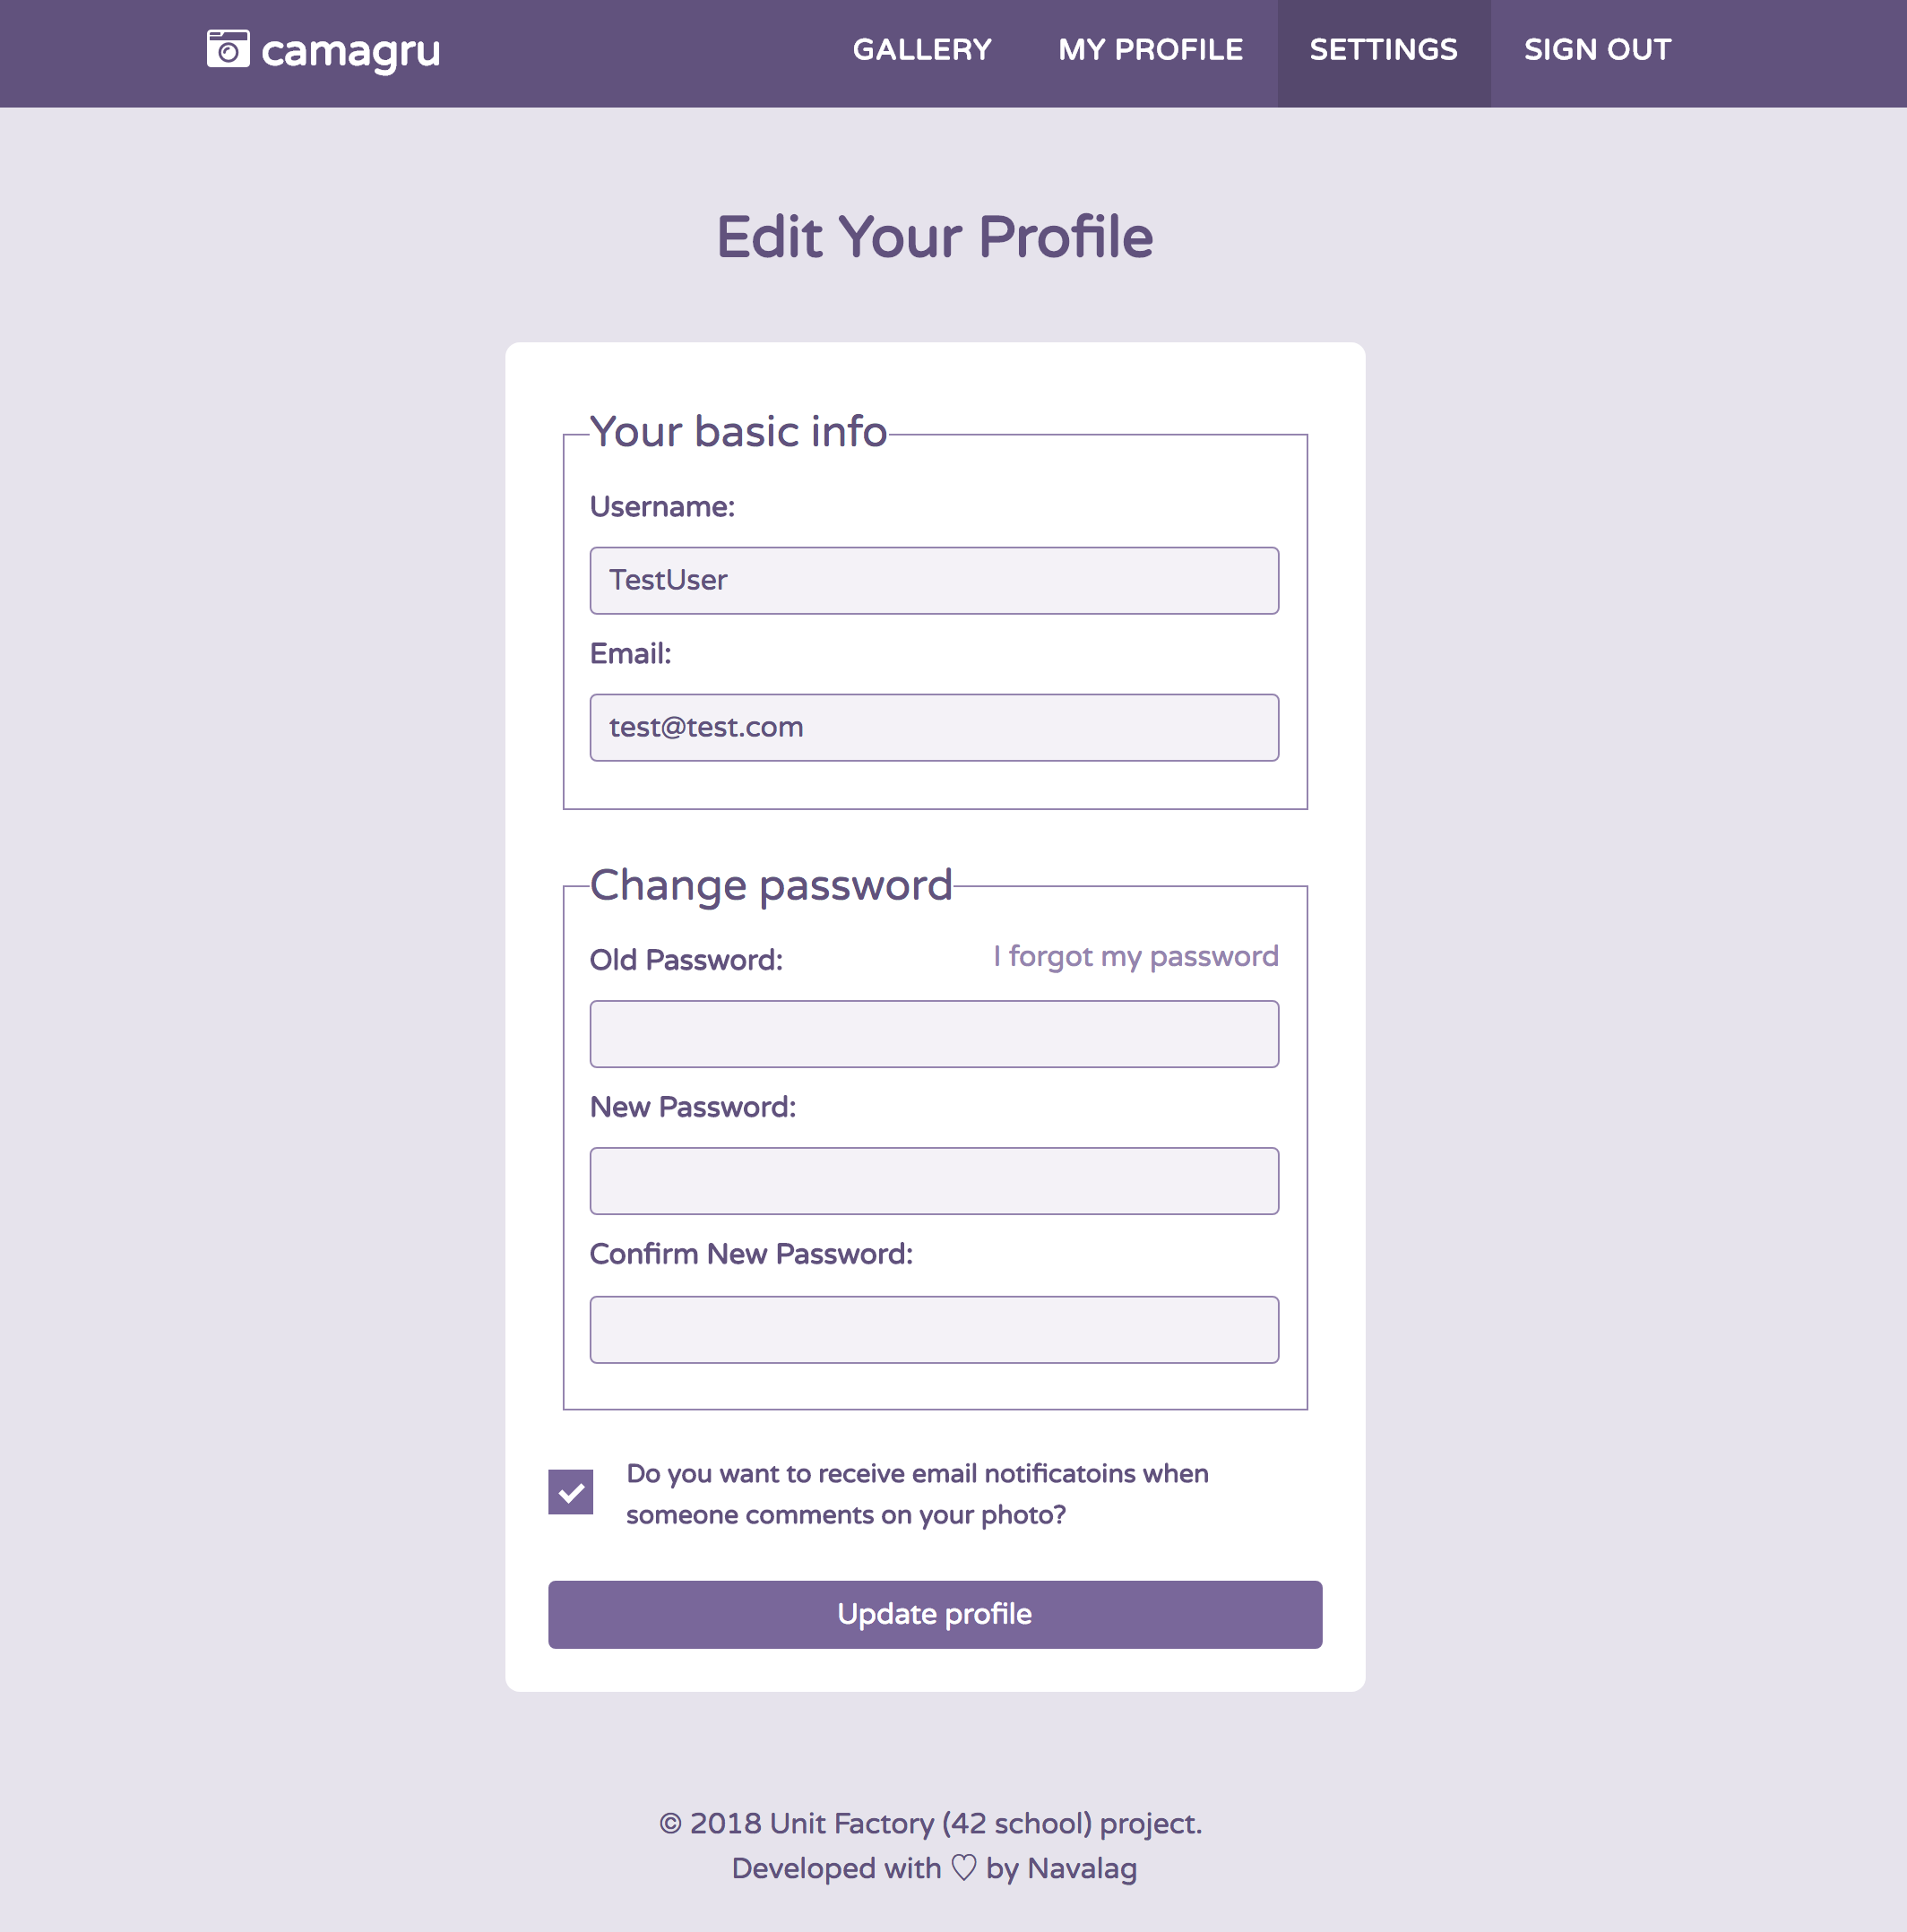 camagru
GALLERY
MY PROFILE
SETTINGS
SIGN OUT
Edit Your Profile
Your basic info
Username:
TestUser
Email:
test@test.com
Change password
Old Password:
I forgot my password
New Password:
Confirm New Password:
Do you want to receive email notificatoins when
someone comments on your photo?
Update profile
© 2018 Unit Factory (42 school) project.
Developed with ♡ by Navalag